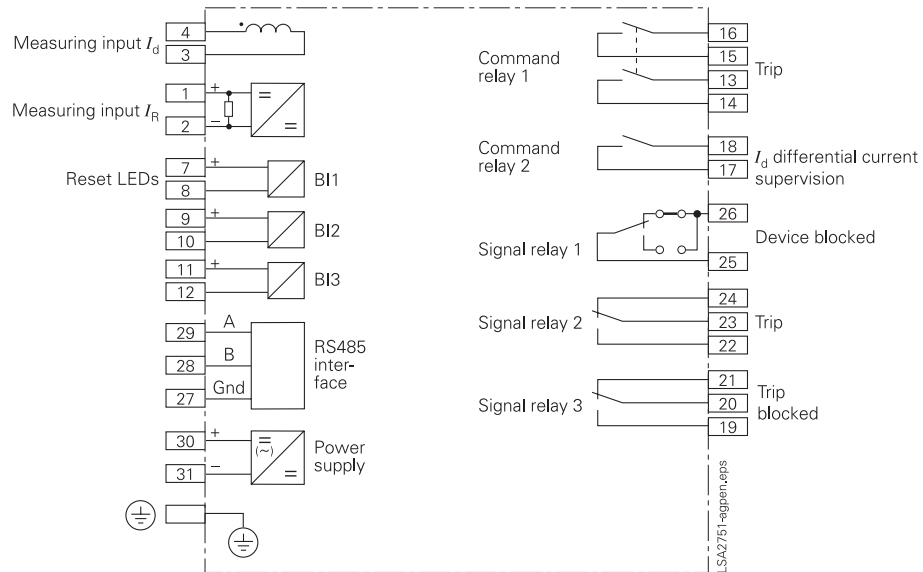 Measuring input Id
4
3
Measuring input IR
1
+
2
−
=
=
Reset LEDs
7
+
8
BI1
9
+
10
BI2
11
+
12
BI3
29
A
28
B
27
Gnd
RS485
inter-
face
30
+
31
−
=
(~)
=
Power
supply
Command
relay 1
16
15
13
14
Trip
Command
relay 2
18
17
Id differential current
supervision
Signal relay 1
26
25
Device blocked
Signal relay 2
24
23
22
Trip
Signal relay 3
21
20
19
Trip
blocked
LSA2751-agpen.eps